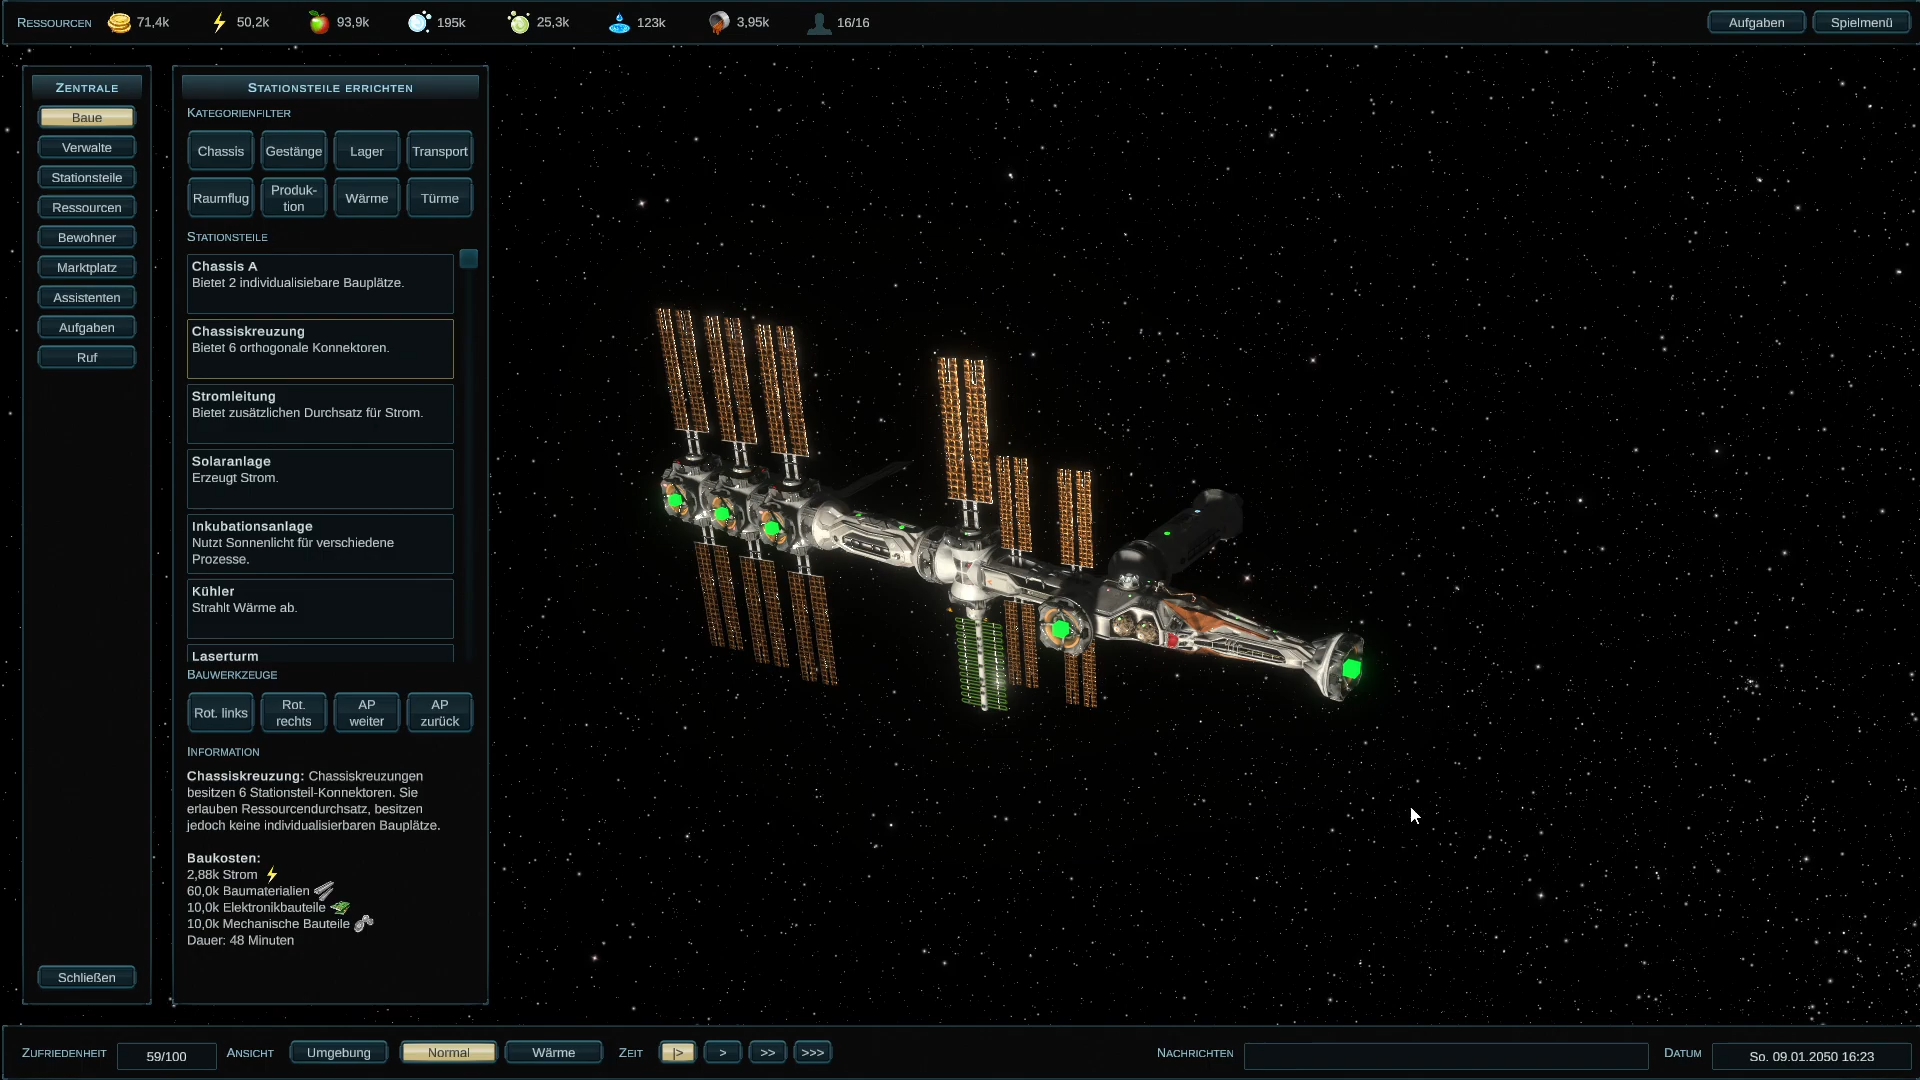 Ressourcen 71,4k 50,2k 93,9k 195k 25,3k 123k 3,95k 16/16 Aufgaben Spielmenü
Zentrale
Baue
Verwalte
Stationsteile
Ressourcen
Bewohner
Marktplatz
Assistenten
Aufgaben
Ruf
Schließen
Stationsteile errichten
Kategorienfilter
Chassis Gestänge Lager Transport
Raumflug Produk-
tion Wärme Türme
Stationsteile
Chassis A
Bietet 2 individualisiebare Bauplätze.
Chassiskreuzung
Bietet 6 orthogonale Konnektoren.
Stromleitung
Bietet zusätzlichen Durchsatz für Strom.
Solaranlage
Erzeugt Strom.
Inkubationsanlage
Nutzt Sonnenlicht für verschiedene
Prozesse.
Kühler
Strahlt Wärme ab.
Laserturm
Bauwerkzeuge
Rot. links Rot.
rechts AP
weiter AP
zurück
Information
Chassiskreuzung: Chassiskreuzungen
besitzen 6 Stationsteil-Konnektoren. Sie
erlauben Ressourcendurchsatz, besitzen
jedoch keine individualisierbaren Bauplätze.
Baukosten:
2,88k Strom
60,0k Baumaterialien
10,0k Elektronikbauteile
10,0k Mechanische Bauteile
Dauer: 48 Minuten
Zufriedenheit 59/100 Ansicht Umgebung Normal Wärme Zeit |> > >> >>> Nachrichten Datum So. 09.01.2050 16:23